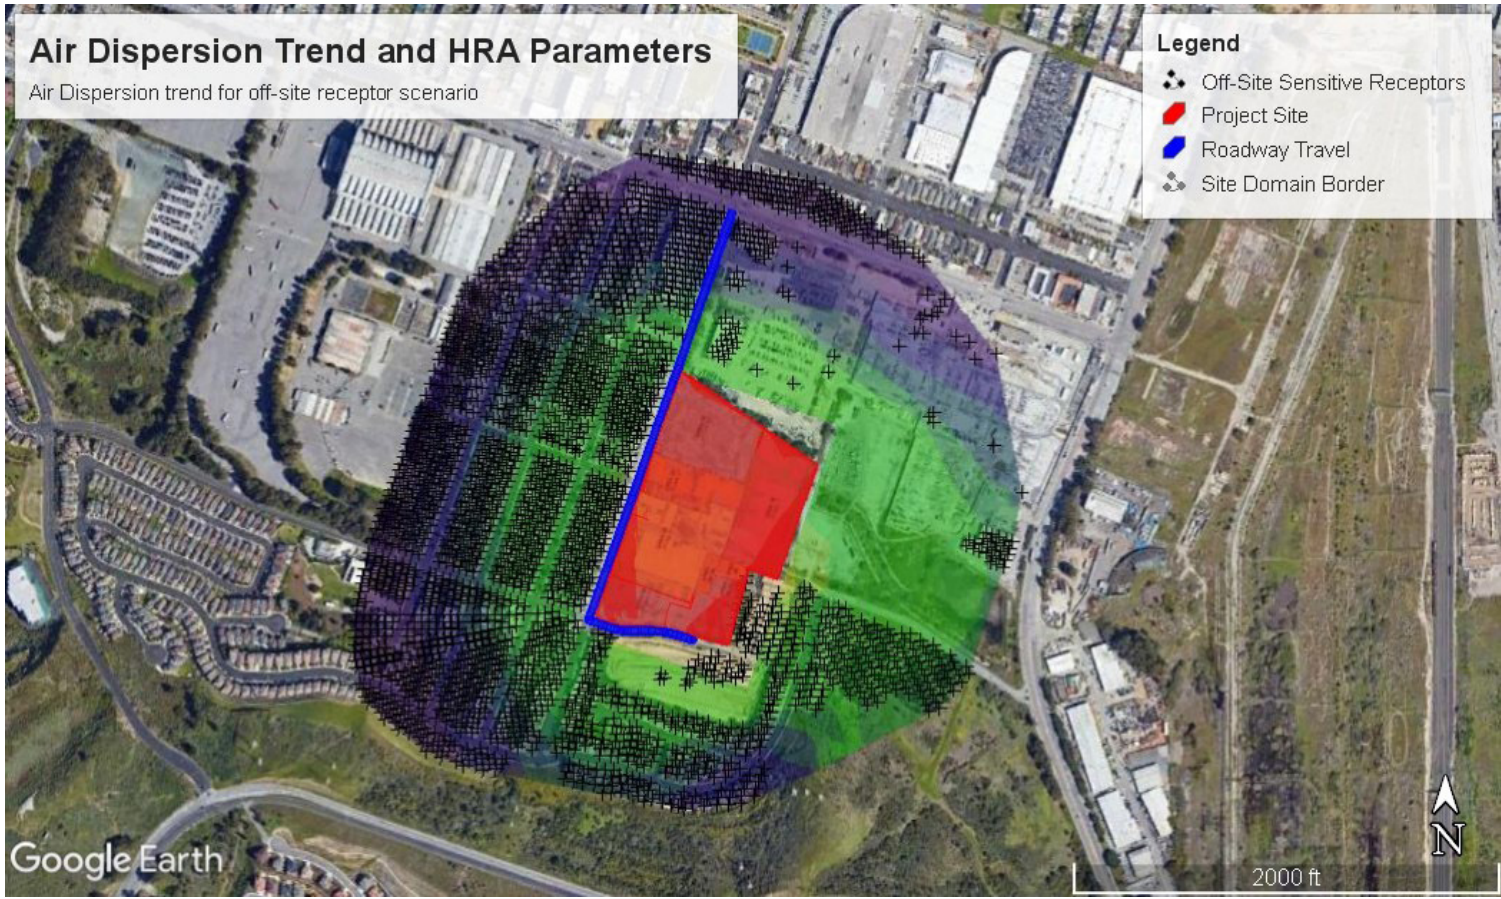 Air Dispersion Trend and HRA Parameters
Air Dispersion trend for off-site receptor scenario
Legend
Off-Site Sensitive Receptors
Project Site
Roadway Travel
Site Domain Border
Google Earth
N
2000 ft